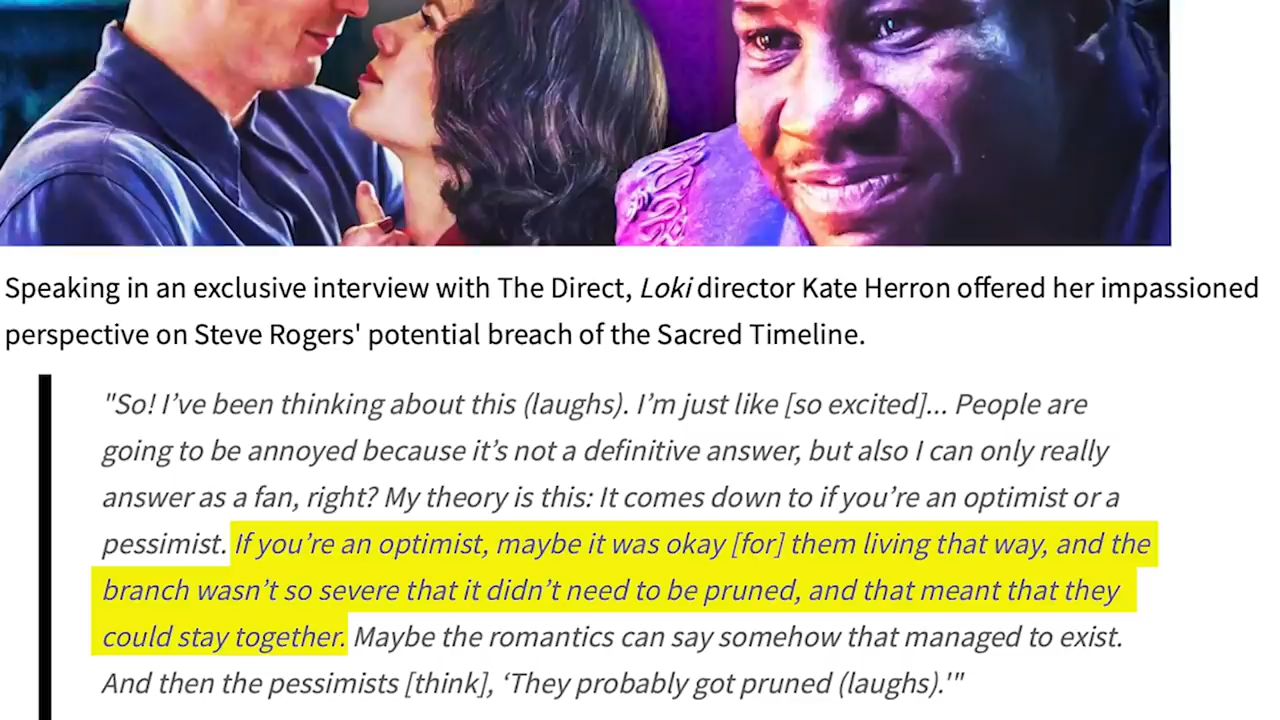 Speaking in an exclusive interview with The Direct, Loki director Kate Herron offered her impassioned
perspective on Steve Rogers' potential breach of the Sacred Timeline.
"So! I’ve been thinking about this (laughs). I’m just like [so excited]... People are
going to be annoyed because it’s not a definitive answer, but also I can only really
answer as a fan, right? My theory is this: It comes down to if you’re an optimist or a
pessimist. If you’re an optimist, maybe it was okay [for] them living that way, and the
branch wasn’t so severe that it didn’t need to be pruned, and that meant that they
could stay together. Maybe the romantics can say somehow that managed to exist.
And then the pessimists [think], ‘They probably got pruned (laughs).'"